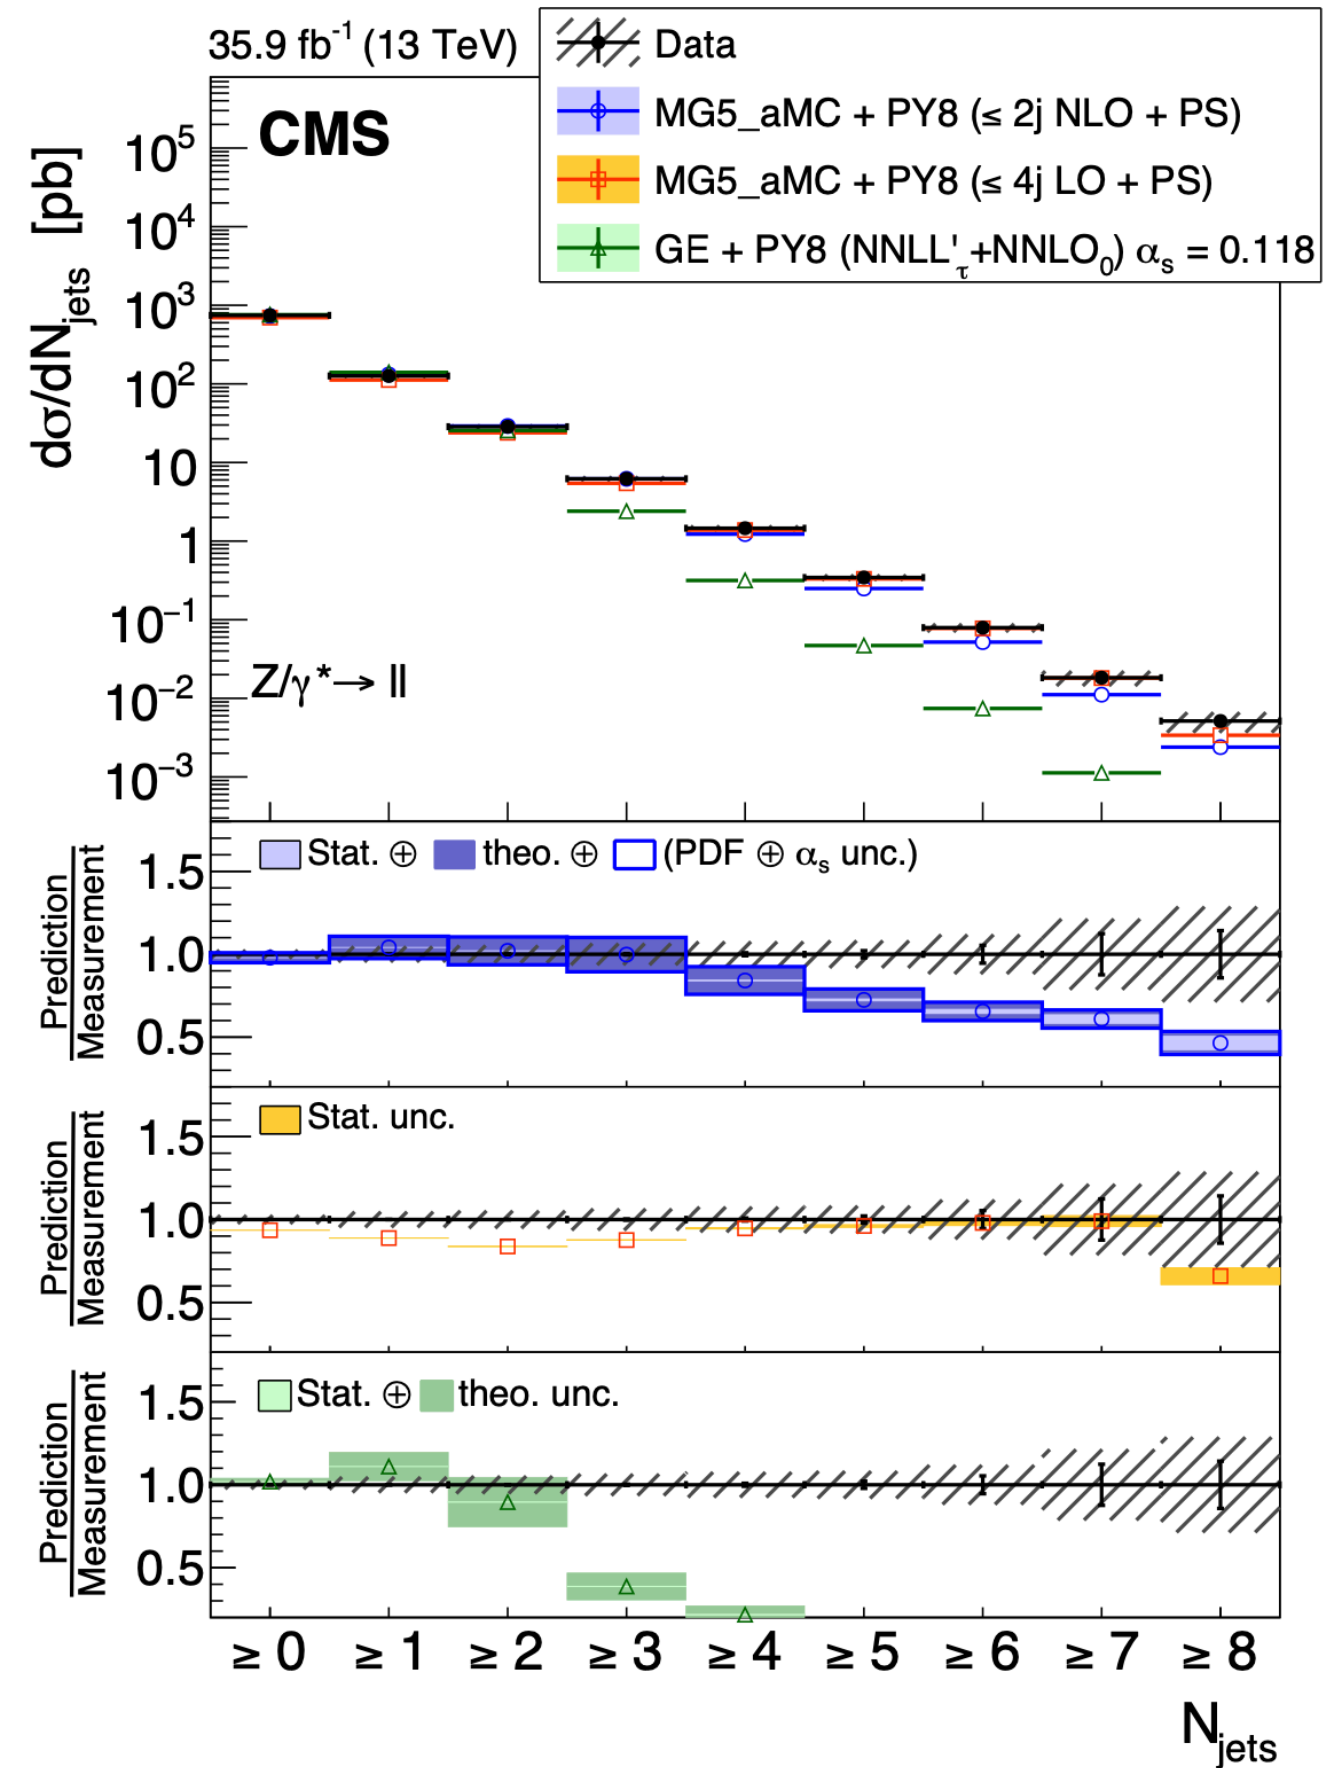 35.9 fb⁻¹ (13 TeV)
Data
MG5_aMC + PY8 (≤ 2j NLO + PS)
MG5_aMC + PY8 (≤ 4j LO + PS)
GE + PY8 (NNLL'τ+NNLO₀) αₛ = 0.118
CMS
dσ/dN_jets [pb]
10⁵
10⁴
10³
10²
10
1
10⁻¹
10⁻²
10⁻³
Z/γ*→ ll
Stat. ⊕ theo. ⊕ (PDF ⊕ αₛ unc.)
Prediction
Measurement
1.5
1.0
0.5
Stat. unc.
Prediction
Measurement
1.5
1.0
0.5
Stat. ⊕ theo. unc.
Prediction
Measurement
1.5
1.0
0.5
≥ 0 ≥ 1 ≥ 2 ≥ 3 ≥ 4 ≥ 5 ≥ 6 ≥ 7 ≥ 8
N_jets